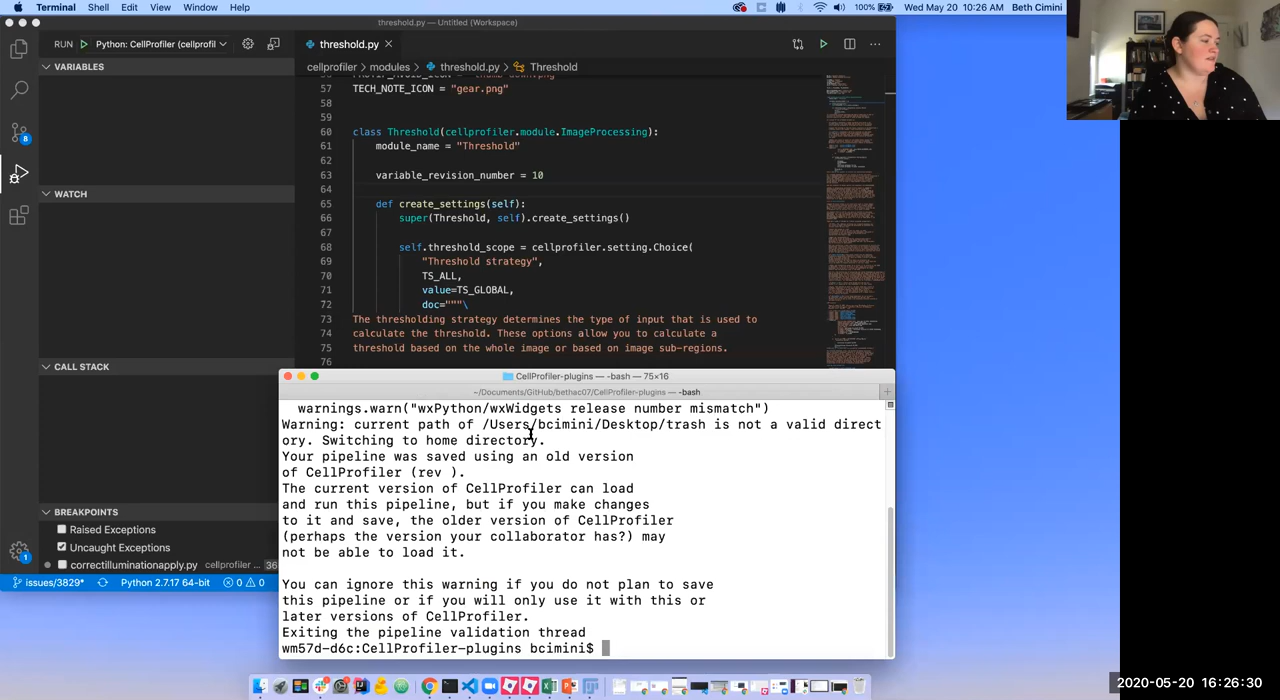 Terminal Shell Edit View Window Help 100% Wed May 20 10:26 AM Beth Cimini
threshold.py — Untitled (Workspace)
RUN Python: CellProfiler (cellprofil
threshold.py
VARIABLES
cellprofiler > modules > threshold.py > Threshold
57 TECH_NOTE_ICON = "gear.png"
58
59
60 class Threshold(cellprofiler.module.ImageProcessing):
61 module_name = "Threshold"
62
63 variable_revision_number = 10
64
65 def create_settings(self):
66 super(Threshold, self).create_settings()
67
68 self.threshold_scope = cellprofiler.setting.Choice(
69 "Threshold strategy",
70 TS_ALL,
71 value=TS_GLOBAL,
72 doc="""\
73 The thresholding strategy determines the type of input that is used to
74 calculate the threshold. These options allow you to calculate a
75 threshold based on the whole image or based on image sub-regions.
76
WATCH
CALL STACK
BREAKPOINTS
Raised Exceptions
Uncaught Exceptions
correctilluminationapply.py cellprofiler ... 36
issues/3829* Python 2.7.17 64-bit 0 0
8
1
CellProfiler-plugins — -bash — 75×16
~/Documents/GitHub/bethac07/CellProfiler-plugins — -bash
warnings.warn("wxPython/wxWidgets release number mismatch")
Warning: current path of /Users/bcimini/Desktop/trash is not a valid direct
ory. Switching to home directory.
Your pipeline was saved using an old version
of CellProfiler (rev ).
The current version of CellProfiler can load
and run this pipeline, but if you make changes
to it and save, the older version of CellProfiler
(perhaps the version your collaborator has?) may
not be able to load it.
You can ignore this warning if you do not plan to save
this pipeline or if you will only use it with this or
later versions of CellProfiler.
Exiting the pipeline validation thread
wm57d-d6c:CellProfiler-plugins bcimini$
2020-05-20 16:26:30